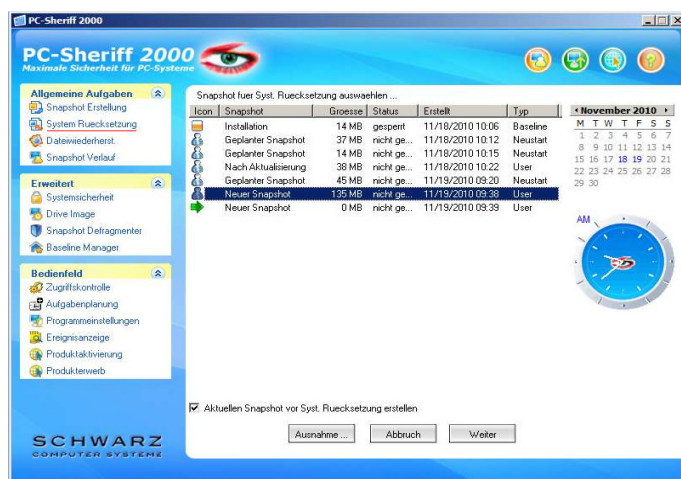 PC-Sheriff 2000
PC-Sheriff 2000
Maximale Sicherheit für PC-Systeme
Allgemeine Aufgaben
Snapshot Erstellung
System Ruecksetzung
Dateiwiederherst.
Snapshot Verlauf
Erweitert
Systemsicherheit
Drive Image
Snapshot Defragmenter
Baseline Manager
Bedienfeld
Zugriffskontrolle
Aufgabenplanung
Programmeinstellungen
Ereignisanzeige
Produktaktivierung
Produkterwerb
SCHWARZ
COMPUTER SYSTEME
Snapshot fuer Syst. Ruecksetzung auswaehlen ...
Icon Snapshot Groesse Status Erstellt Typ
Installation 14 MB gesperrt 11/18/2010 10:06 Baseline
Geplanter Snapshot 37 MB nicht ge... 11/18/2010 10:12 Neustart
Geplanter Snapshot 14 MB nicht ge... 11/18/2010 10:15 Neustart
Nach Aktualisierung 38 MB nicht ge... 11/18/2010 10:22 User
Geplanter Snapshot 45 MB nicht ge... 11/19/2010 09:20 Neustart
Neuer Snapshot 135 MB nicht ge... 11/19/2010 09:38 User
Neuer Snapshot 0 MB nicht ge... 11/19/2010 09:39 User
Aktuellen Snapshot vor Syst. Ruecksetzung erstellen
Ausnahme ... Abbruch Weiter
November 2010
M T W T F S S
1 2 3 4 5 6 7
8 9 10 11 12 13 14
15 16 17 18 19 20 21
22 23 24 25 26 27 28
29 30
AM